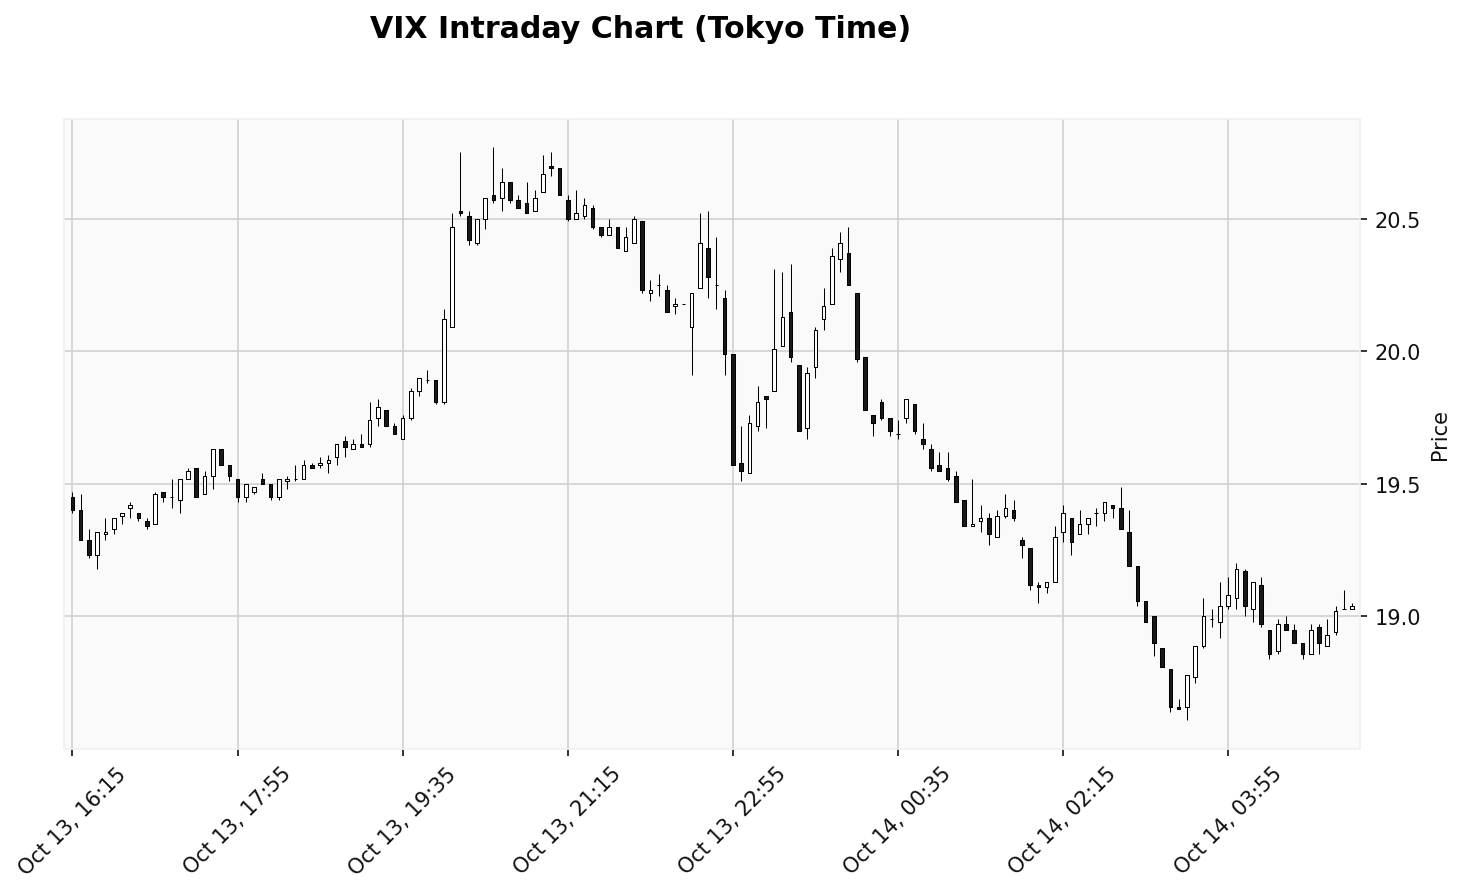 VIX Intraday Chart (Tokyo Time)
20.5
20.0
19.5
19.0
Price
Oct 13, 16:15
Oct 13, 17:55
Oct 13, 19:35
Oct 13, 21:15
Oct 13, 22:55
Oct 14, 00:35
Oct 14, 02:15
Oct 14, 03:55